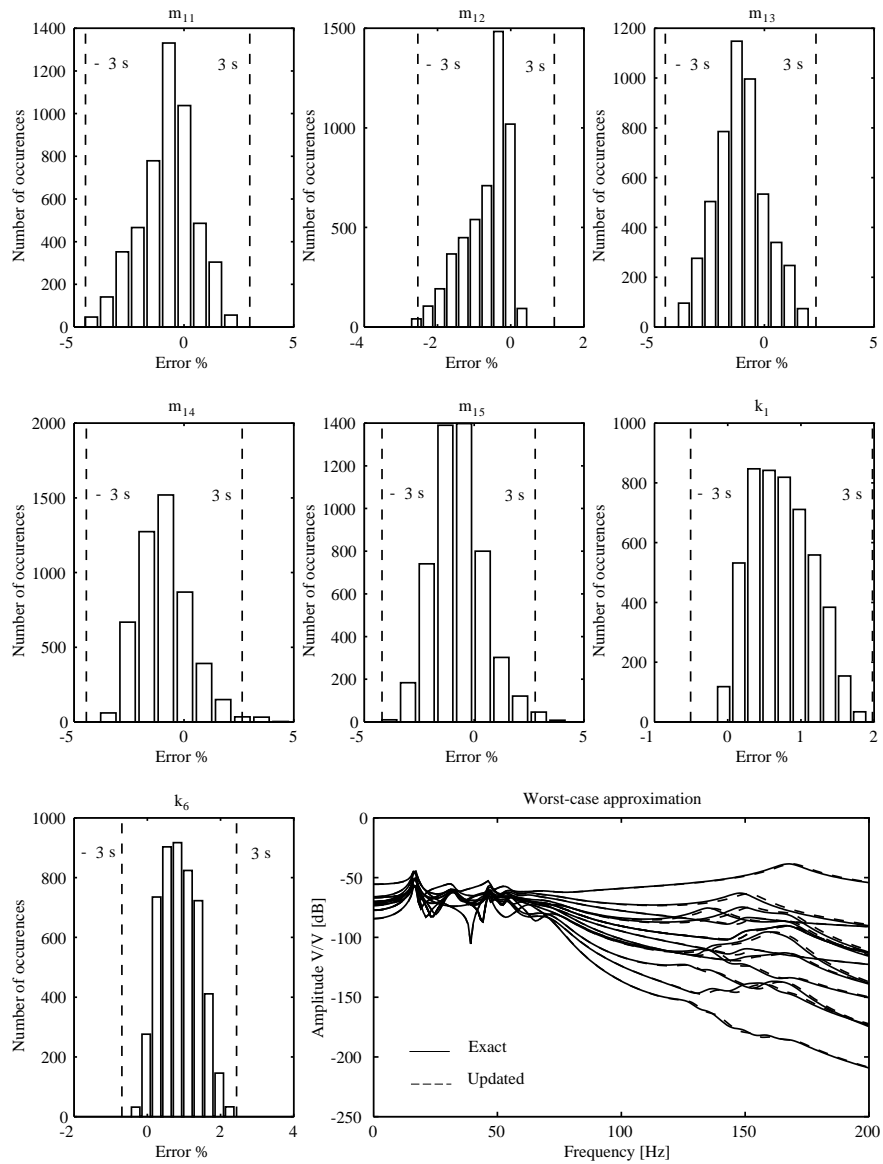 m11
1400
1200
1000
800
600
400
200
0
-5 0 5
Number of occurences
Error %
- 3 s 3 s
m12
1500
1000
500
0
-4 -2 0 2
Number of occurences
Error %
- 3 s 3 s
m13
1200
1000
800
600
400
200
0
-5 0 5
Number of occurences
Error %
- 3 s 3 s
m14
2000
1500
1000
500
0
-5 0 5
Number of occurences
Error %
- 3 s 3 s
m15
1400
1200
1000
800
600
400
200
0
-5 0 5
Number of occurences
Error %
- 3 s 3 s
k1
1000
800
600
400
200
0
-1 0 1 2
Number of occurences
Error %
- 3 s 3 s
k6
1000
800
600
400
200
0
-2 0 2 4
Number of occurences
Error %
- 3 s 3 s
Worst-case approximation
0
-50
-100
-150
-200
-250
0 50 100 150 200
Amplitude V/V [dB]
Frequency [Hz]
Exact
Updated